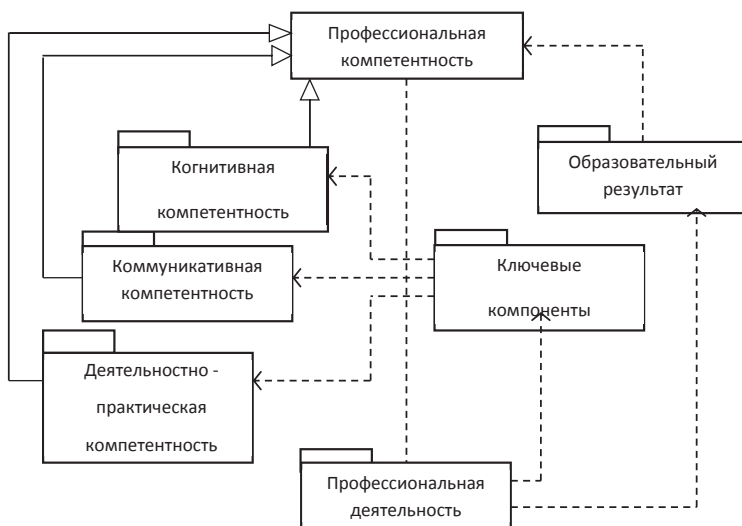 Профессиональная
компетентность
Образовательный
результат
Когнитивная
компетентность
Коммуникативная
компетентность
Ключевые
компоненты
Деятельностно -
практическая
компетентность
Профессиональная
деятельность